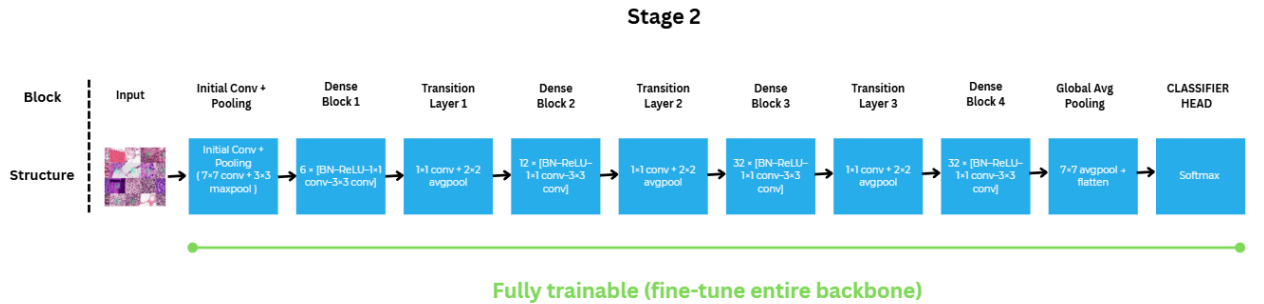 Stage 2
Block
Input
Initial Conv +
Pooling
Dense
Block 1
Transition
Layer 1
Dense
Block 2
Transition
Layer 2
Dense
Block 3
Transition
Layer 3
Dense
Block 4
Global Avg
Pooling
CLASSIFIER
HEAD
Structure
Initial Conv +
Pooling
( 7×7 conv + 3×3
maxpool )
6 × [BN–ReLU–1×1
conv–3×3 conv]
1×1 conv + 2×2
avgpool
12 × [BN–ReLU–
1×1 conv–3×3
conv]
1×1 conv + 2×2
avgpool
32 × [BN–ReLU–
1×1 conv–3×3
conv]
1×1 conv + 2×2
avgpool
32 × [BN–ReLU–
1×1 conv–3×3
conv]
7×7 avgpool →
flatten
Softmax
Fully trainable (fine-tune entire backbone)